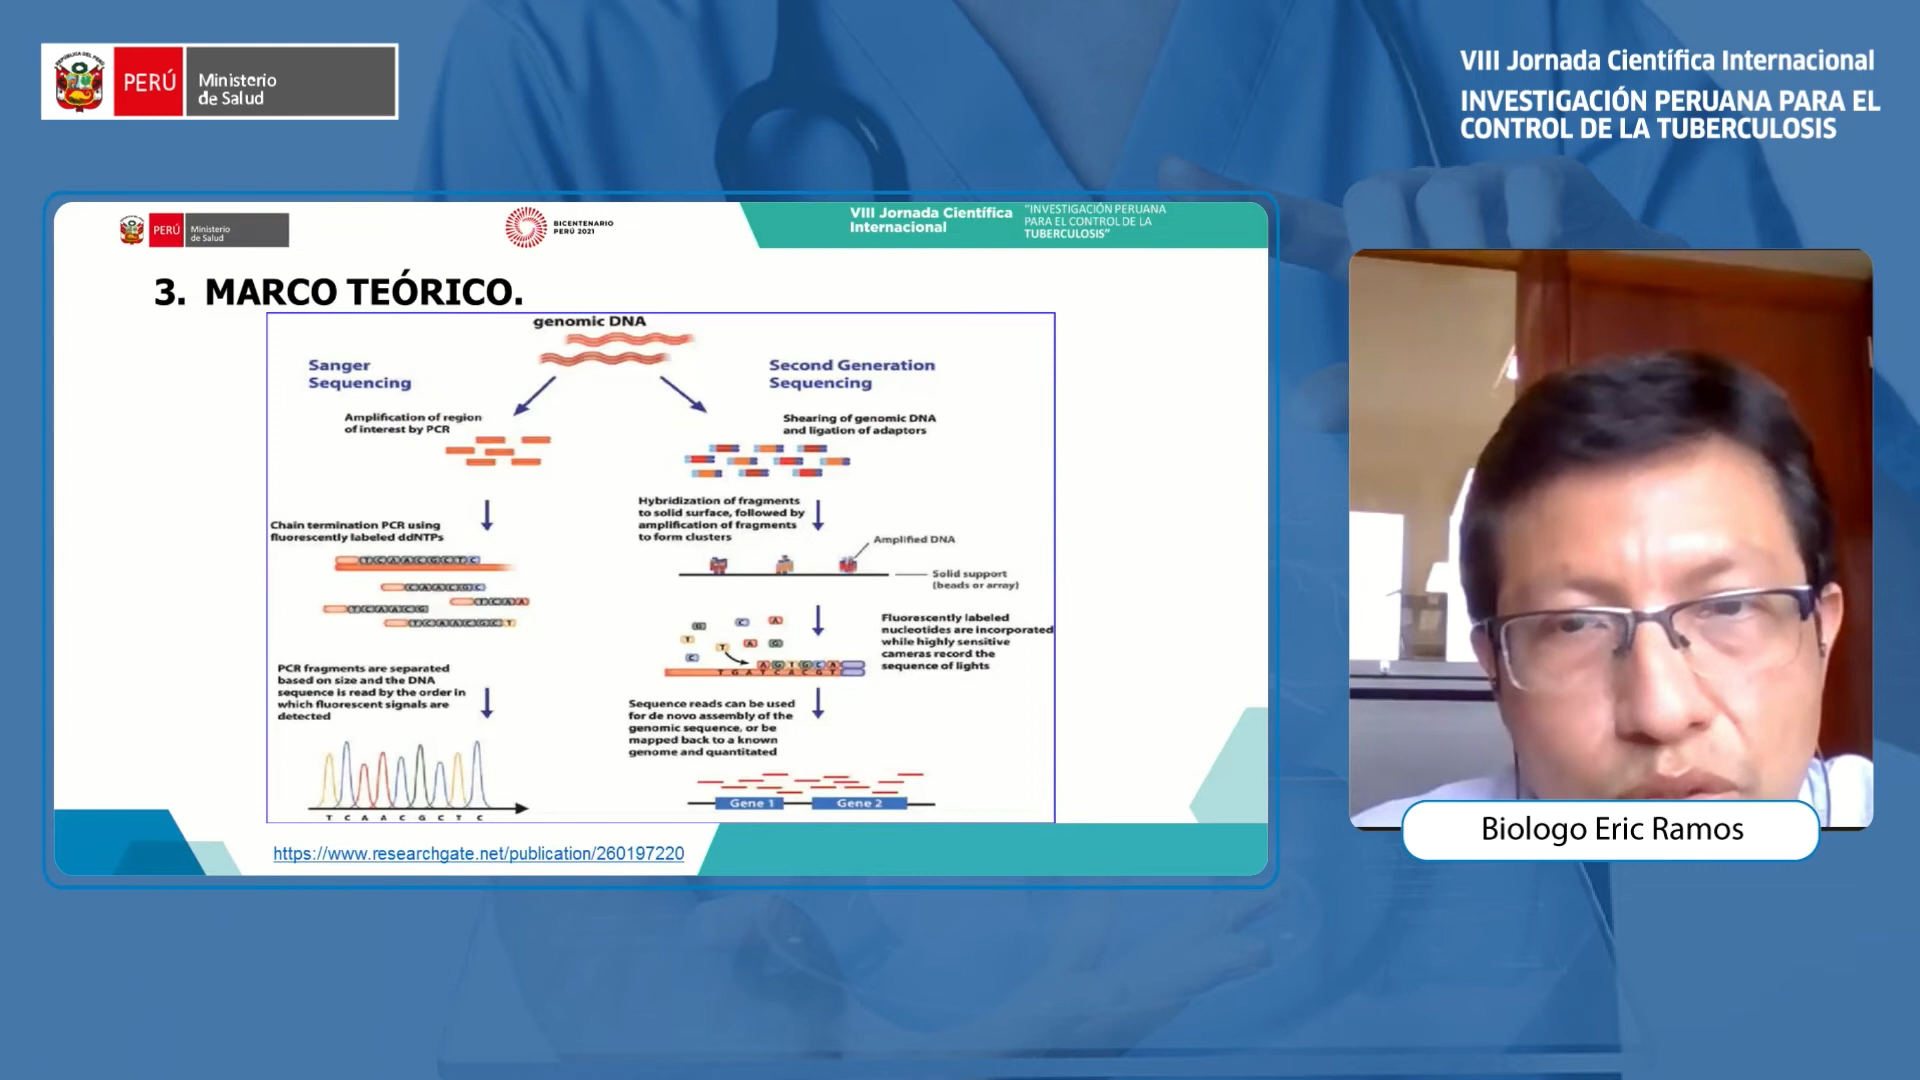 PERÚ
Ministerio
de Salud
VIII Jornada Científica Internacional
INVESTIGACIÓN PERUANA PARA EL
CONTROL DE LA TUBERCULOSIS
PERÚ
Ministerio
de Salud
BICENTENARIO
PERÚ 2021
VIII Jornada Científica
Internacional
"INVESTIGACIÓN PERUANA
PARA EL CONTROL DE LA
TUBERCULOSIS"
3. MARCO TEÓRICO.
genomic DNA
Sanger
Sequencing
Amplification of region
of interest by PCR
Chain termination PCR using
fluorescently labeled ddNTPs
TCAACGCTC
CAACGC
TCAA
TCAACG
TCAACGCT
PCR fragments are separated
based on size and the DNA
sequence is read by the order in
which fluorescent signals are
detected
T C A A C G C T C
Second Generation
Sequencing
Shearing of genomic DNA
and ligation of adaptors
Hybridization of fragments
to solid surface, followed by
amplification of fragments
to form clusters
Amplified DNA
Solid support
(beads or array)
G C A
T T A G
C
AGTGCA
TGATCACGT
Fluorescently labeled
nucleotides are incorporated
while highly sensitive
cameras record the
sequence of lights
Sequence reads can be used
for de novo assembly of the
genomic sequence, or be
mapped back to a known
genome and quantitated
Gene 1 Gene 2
https://www.researchgate.net/publication/260197220
Biologo Eric Ramos